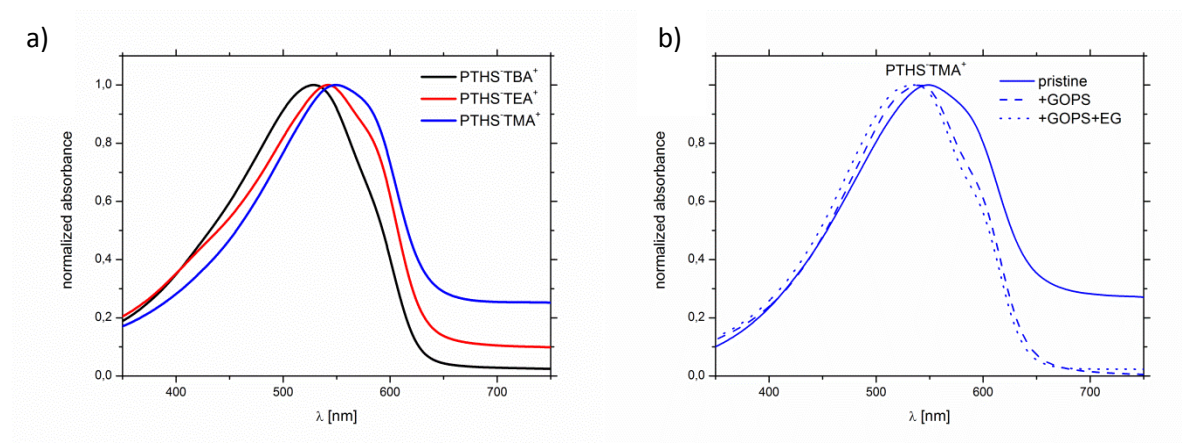 a)
normalized absorbance
1,0
0,8
0,6
0,4
0,2
0,0
400
500
600
700
λ [nm]
PTHS⁻TBA⁺
PTHS⁻TEA⁺
PTHS⁻TMA⁺
b)
normalized absorbance
1,0
0,8
0,6
0,4
0,2
0,0
400
500
600
700
λ [nm]
PTHS⁻TMA⁺
pristine
+GOPS
+GOPS+EG